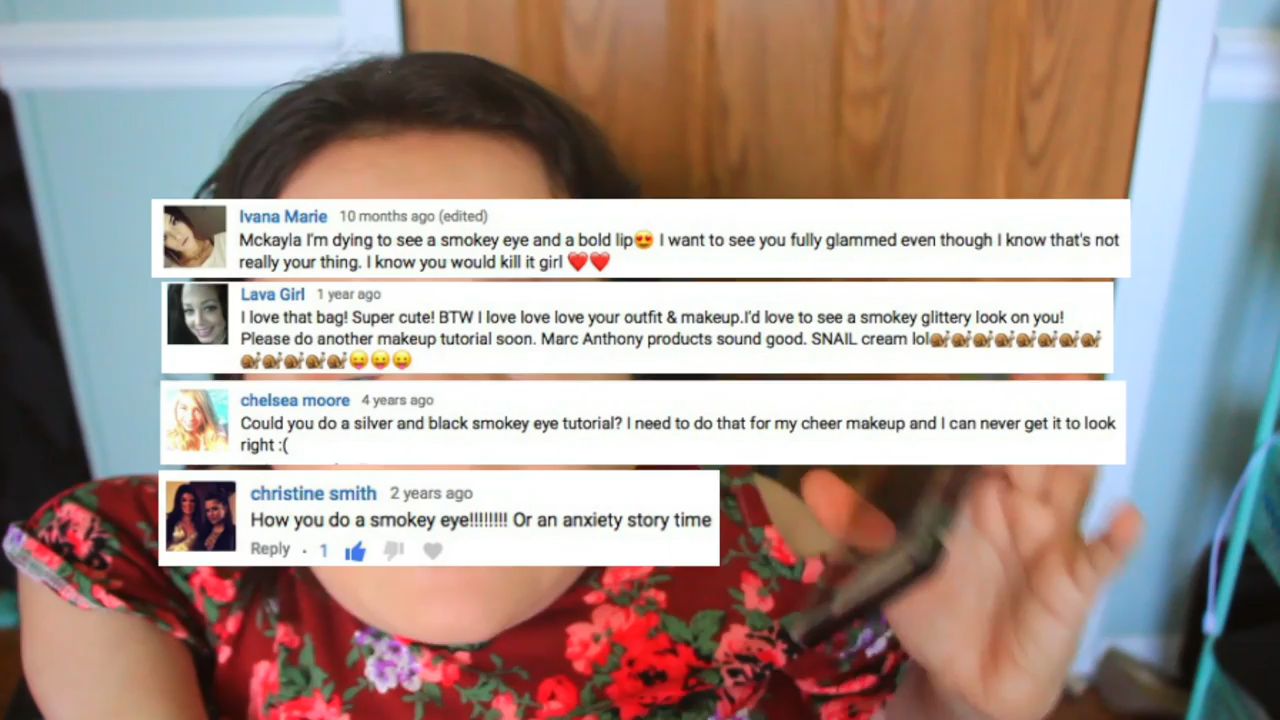 Ivana Marie 10 months ago (edited)
Mckayla I'm dying to see a smokey eye and a bold lip😍 I want to see you fully glammed even though I know that's not
really your thing. I know you would kill it girl ❤️❤️
Lava Girl 1 year ago
I love that bag! Super cute! BTW I love love love your outfit & makeup.I'd love to see a smokey glittery look on you!
Please do another makeup tutorial soon. Marc Anthony products sound good. SNAIL cream lol🐌🐌🐌🐌🐌🐌🐌🐌
🐌🐌🐌🐌🐌😛😛😛
chelsea moore 4 years ago
Could you do a silver and black smokey eye tutorial? I need to do that for my cheer makeup and I can never get it to look
right :(
christine smith 2 years ago
How you do a smokey eye!!!!!!!! Or an anxiety story time
Reply · 1